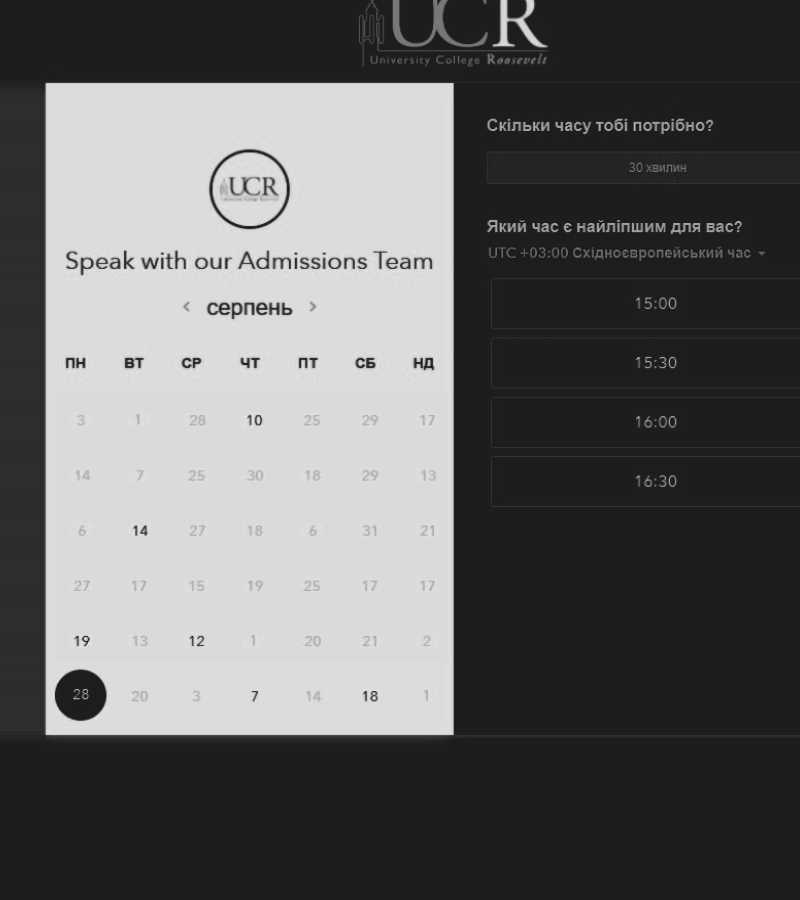 UCR
University College Roosevelt
UCR
Speak with our Admissions Team
< серпень >
ПН ВТ СР ЧТ ПТ СБ НД
3 1 28 10 25 29 17
14 7 25 30 18 29 13
6 14 27 18 6 31 21
27 17 15 19 25 17 17
19 13 12 1 20 21 2
28 20 3 7 14 18 1
Скільки часу тобі потрібно?
30 хвилин
Який час є найліпшим для вас?
UTC +03:00 Східноєвропейський час
15:00
15:30
16:00
16:30